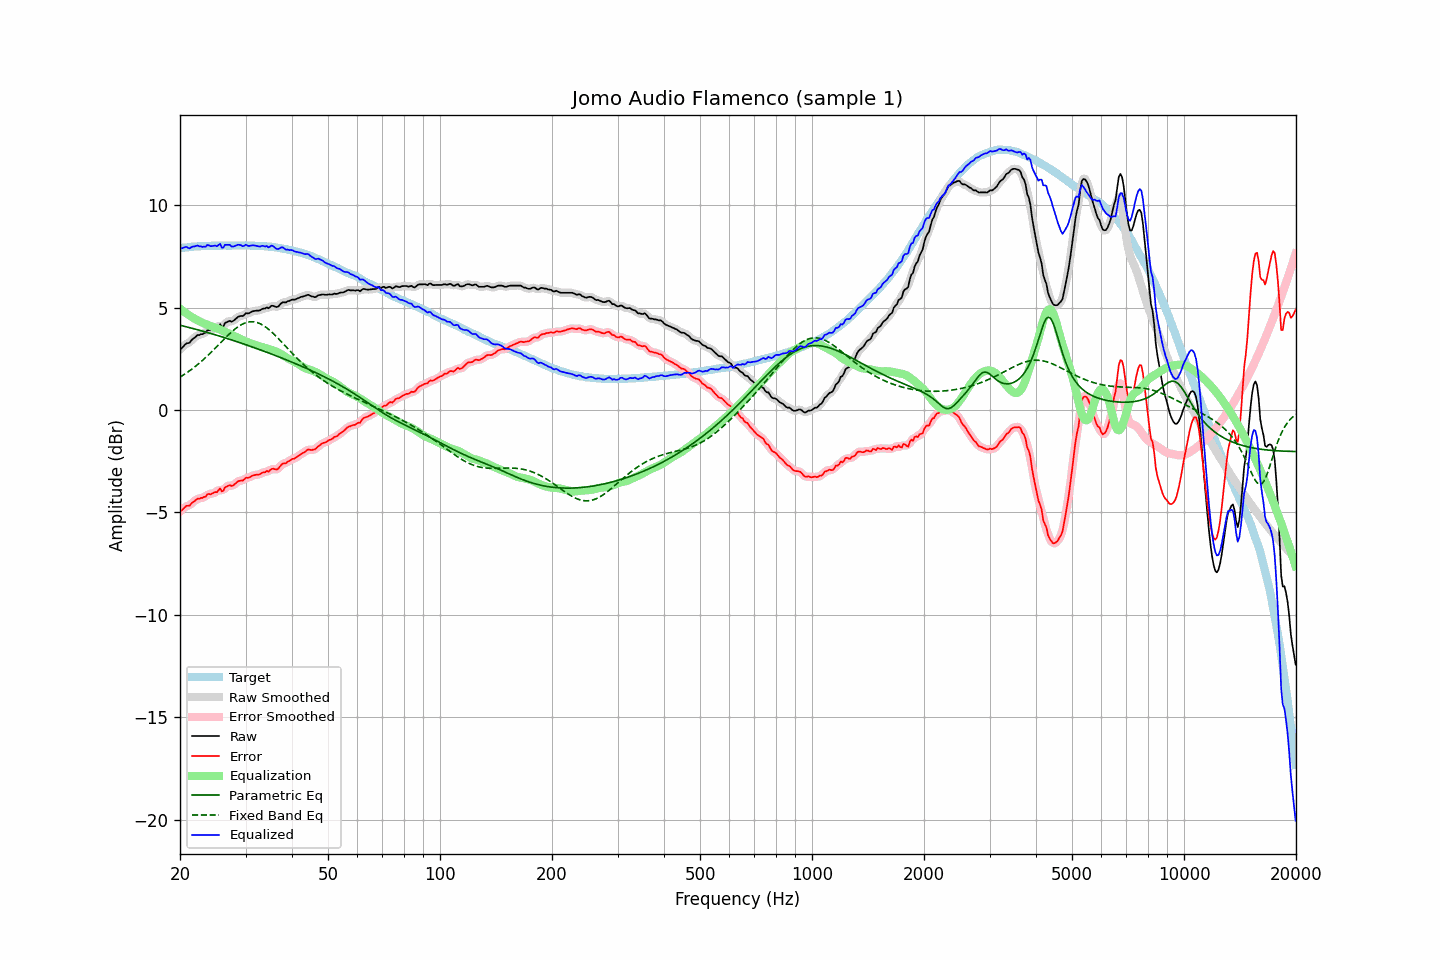 Jomo Audio Flamenco (sample 1)
Amplitude (dBr)
10
5
0
−5
−10
−15
−20
Target
Raw Smoothed
Error Smoothed
Raw
Error
Equalization
Parametric Eq
Fixed Band Eq
Equalized
20
50
100
200
500
1000
2000
5000
10000
20000
Frequency (Hz)